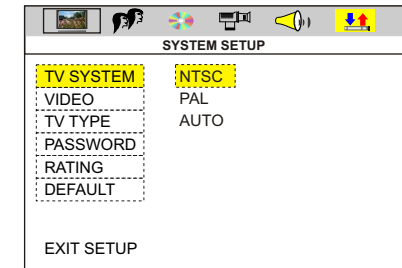 SYSTEM SETUP
TV SYSTEM NTSC
VIDEO PAL
TV TYPE AUTO
PASSWORD
RATING
DEFAULT
EXIT SETUP